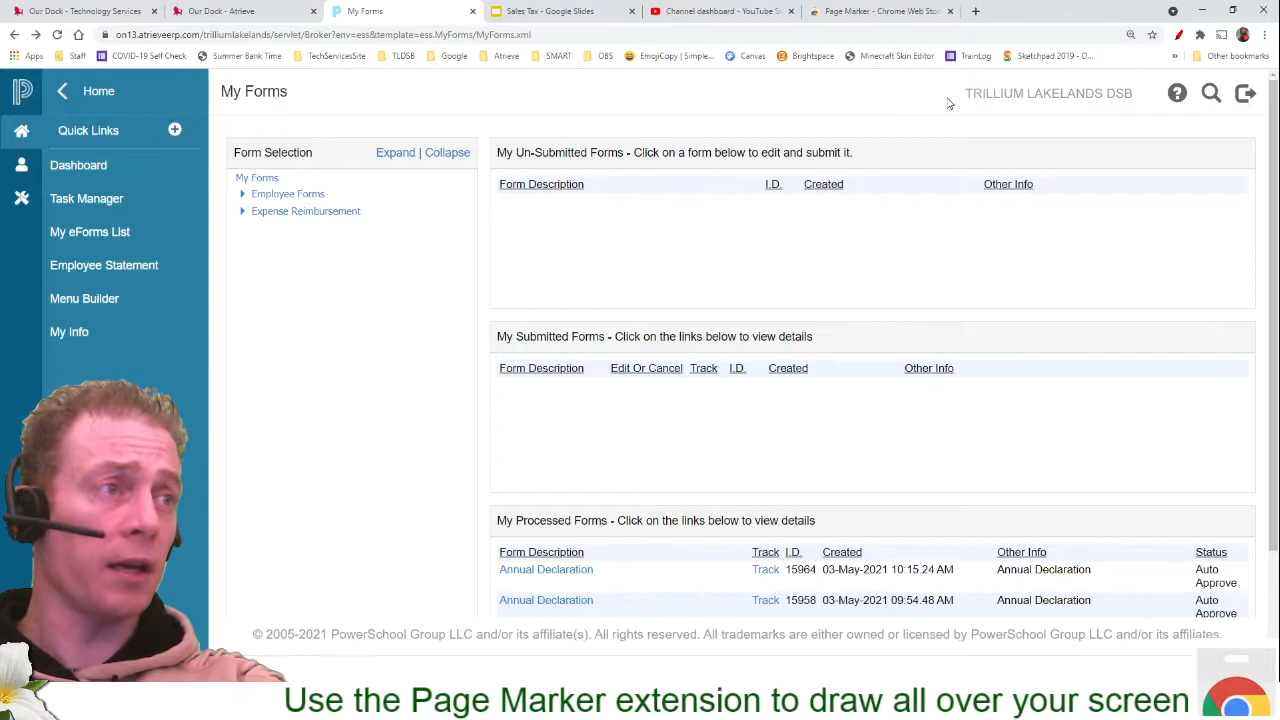 Our Dock - Technology Services
Our Dock - Atrieve
My Forms
Sales Tax - Google Slides
Channel dashboard - YouTube S
Page Marker - Chrome Web Stor
on13.atrieveerp.com/trilliumlakelands/servlet/Broker?env=ess&template=ess.MyForms/MyForms.xml
Apps
Staff
COVID-19 Self Check
Summer Bank Time
TechServicesSite
TLDSB
Google
Atrieve
SMART
OBS
EmojiCopy | Simple...
Canva
Brightspace
Minecraft Skin Editor
TrainLog
Sketchpad 2019 - D...
»
Other bookmarks
Home
My Forms
TRILLIUM LAKELANDS DSB
Quick Links
Dashboard
Task Manager
My eForms List
Employee Statement
Menu Builder
My Info
Form Selection
Expand | Collapse
My Forms
Employee Forms
Expense Reimbursement
My Un-Submitted Forms - Click on a form below to edit and submit it.
Form Description I.D. Created Other Info
My Submitted Forms - Click on the links below to view details
Form Description Edit Or Cancel Track I.D. Created Other Info
My Processed Forms - Click on the links below to view details
Form Description Track I.D. Created Other Info Status
Annual Declaration Track 15964 03-May-2021 10:15.24 AM Annual Declaration Auto
Approve
Annual Declaration Track 15958 03-May-2021 09:54.48 AM Annual Declaration Auto
Approve
© 2005-2021 PowerSchool Group LLC and/or its affiliate(s). All rights reserved. All trademarks are either owned or licensed by PowerSchool Group LLC and/or its affiliates.
Use the Page Marker extension to draw all over your screen